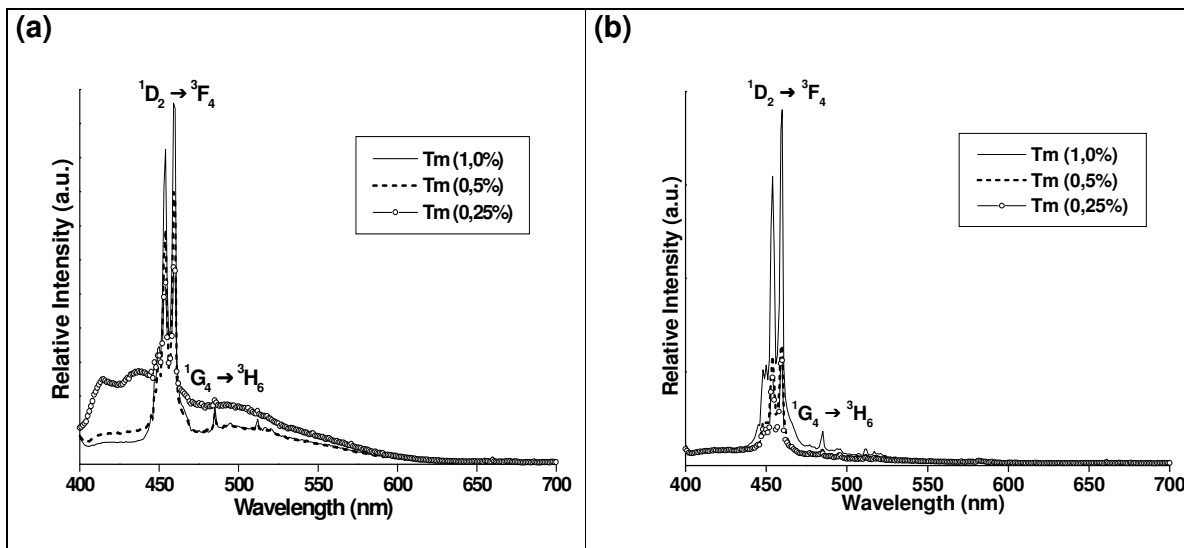 (a)
¹D₂ → ³F₄
Tm (1,0%)
Tm (0,5%)
Tm (0,25%)
¹G₄ → ³H₆
Relative Intensity (a.u.)
400 450 500 550 600 650 700
Wavelength (nm)
(b)
¹D₂ → ³F₄
Tm (1,0%)
Tm (0,5%)
Tm (0,25%)
¹G₄ → ³H₆
Relative Intensity (a.u.)
400 450 500 550 600 650 700
Wavelength (nm)